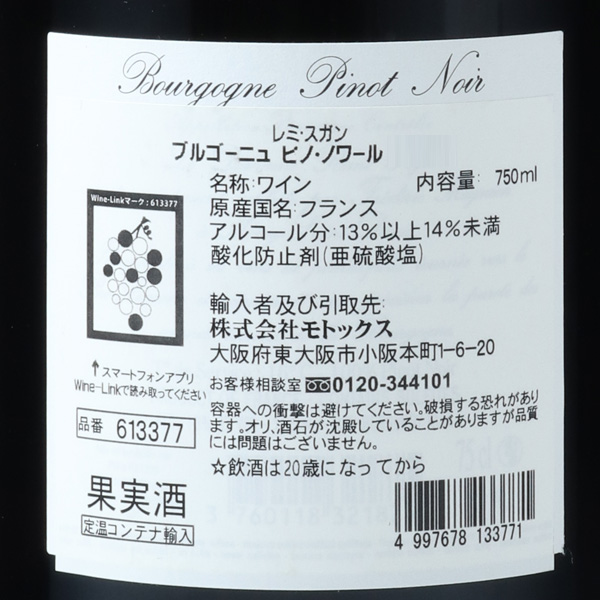 Bourgogne Pinot Noir
レミ・スガン
ブルゴーニュ ピノ・ノワール
名称:ワイン 内容量: 750ml
原産国名:フランス
アルコール分:13%以上14%未満
酸化防止剤(亜硫酸塩)
Wine-Linkマーク:613377
輸入者及び引取先:
株式会社モトックス
大阪府東大阪市小阪本町1-6-20
お客様相談室 0120-344101
↑スマートフォンアプリ
Wine-Linkで読み取ってください
品番 613377
容器への衝撃は避けてください。破損する恐れがあり
ます。オリ、酒石が沈殿していることがありますが品質
には問題はございません。
☆飲酒は20歳になってから
果実酒
定温コンテナ輸入
4 997678 133771